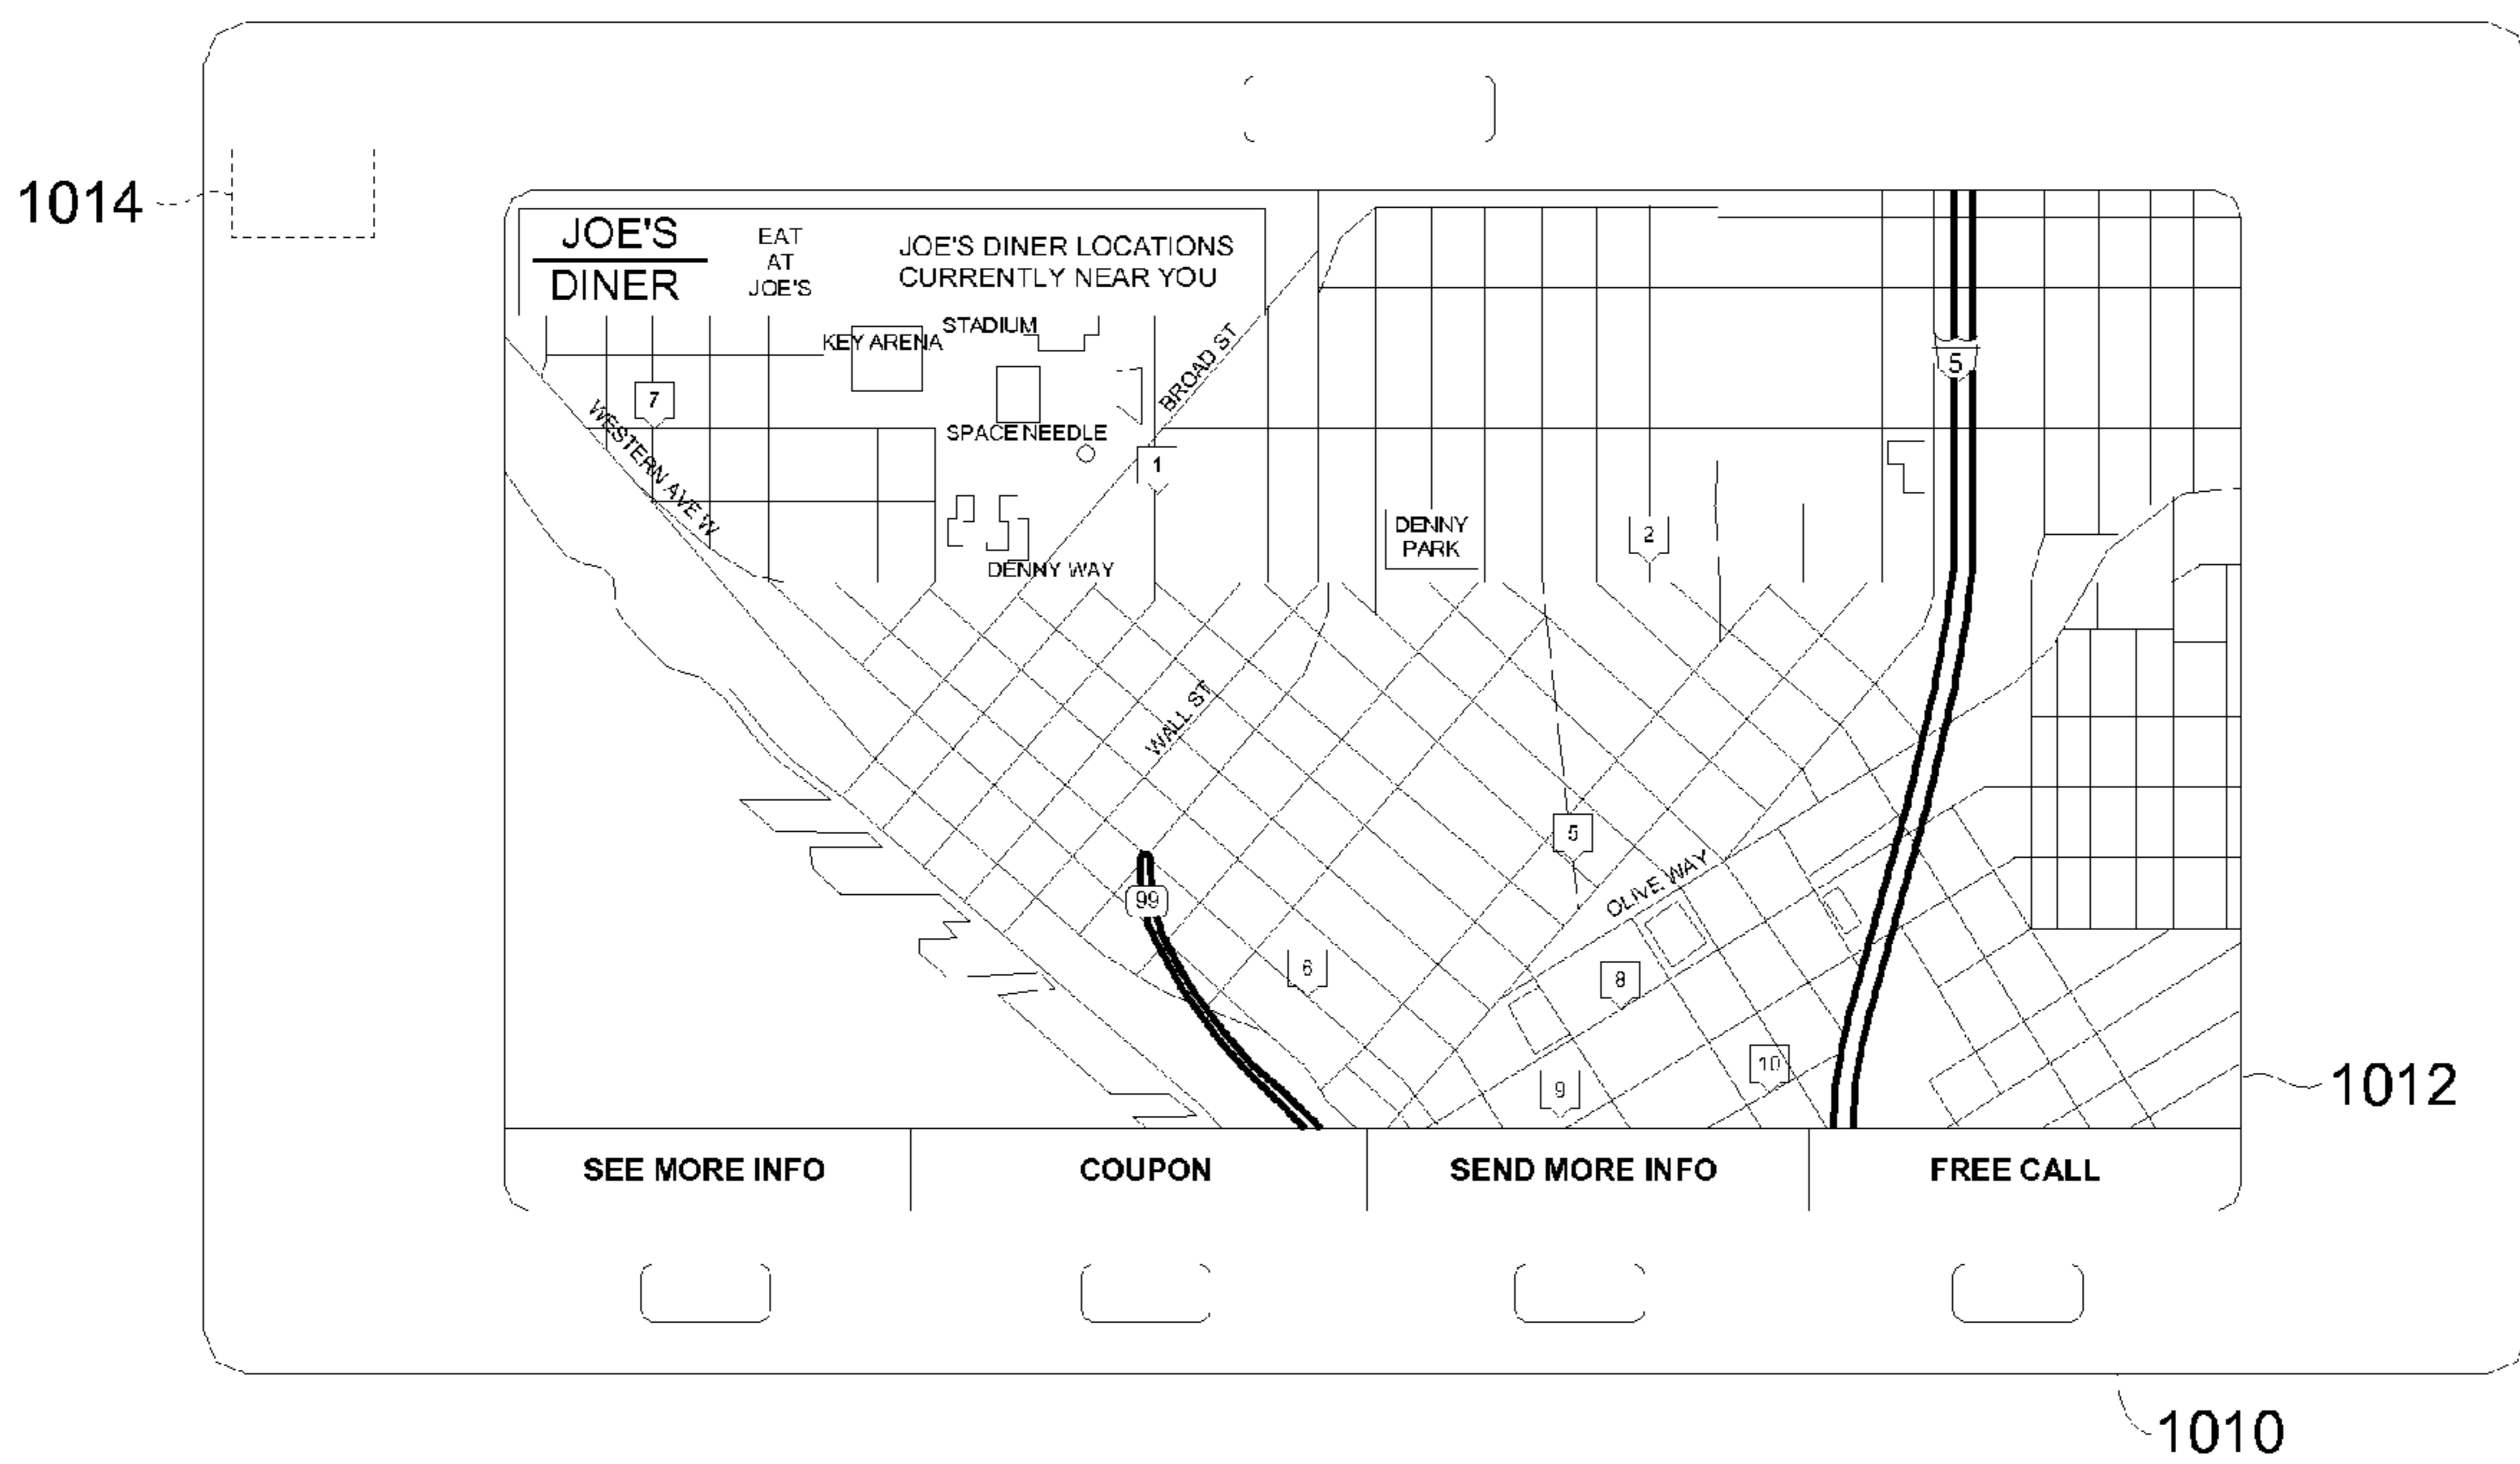 1014
JOE'S
DINER
EAT
AT
JOE'S
JOE'S DINER LOCATIONS
CURRENTLY NEAR YOU
STADIUM
KEY ARENA
BROAD ST
5
7
WESTERN AVE W
SPACE NEEDLE
1
DENNY
PARK
2
DENNY WAY
WALL ST
5
OLIVE WAY
99
6
8
10
9
1012
SEE MORE INFO
COUPON
SEND MORE INFO
FREE CALL
1010